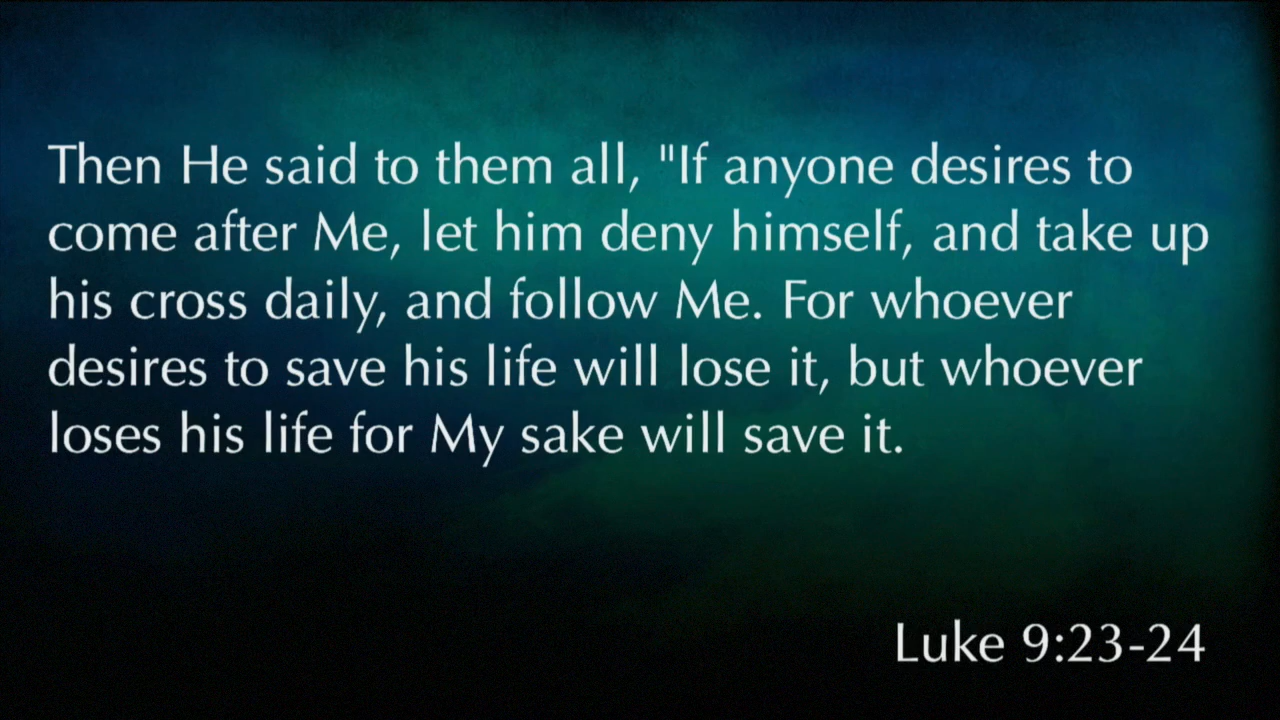 Then He said to them all, "If anyone desires to
come after Me, let him deny himself, and take up
his cross daily, and follow Me. For whoever
desires to save his life will lose it, but whoever
loses his life for My sake will save it.
Luke 9:23-24